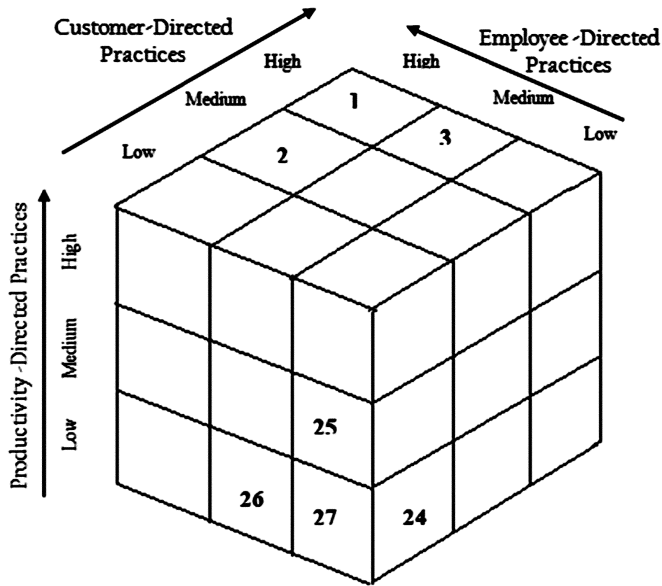 Customer-Directed
Practices
Employee-Directed
Practices
High
High
Medium
Medium
Low
Low
1
3
2
Productivity-Directed Practices
High
Medium
Low
25
26
27
24